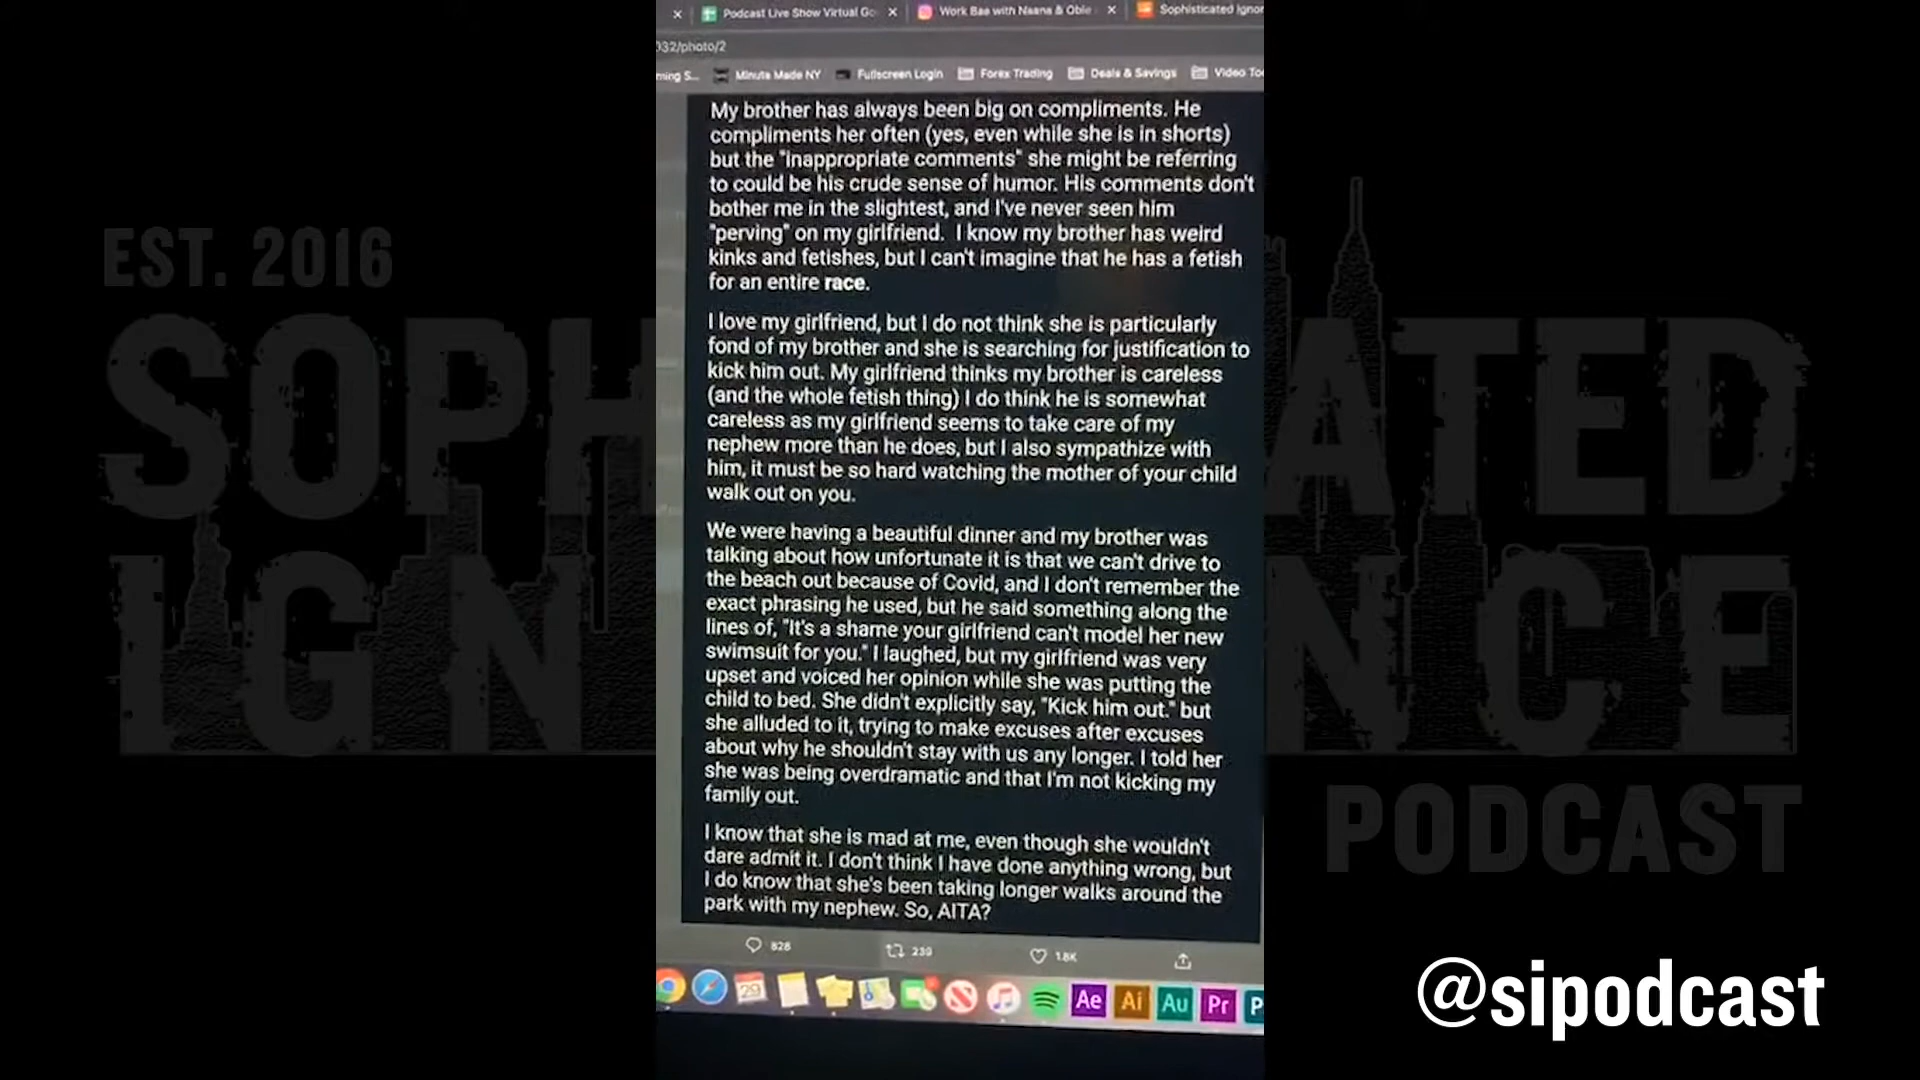 Podcast Live Show Virtual Go
Work Bae with Naana & Obie
Sophisticated Ignor
032/photo/2
ming S...
Minute Made NY
Fullscreen Login
Forex Trading
Deals & Savings
Video To
My brother has always been big on compliments. He
compliments her often (yes, even while she is in shorts)
but the "inappropriate comments" she might be referring
to could be his crude sense of humor. His comments don't
bother me in the slightest, and I've never seen him
"perving" on my girlfriend. I know my brother has weird
kinks and fetishes, but I can't imagine that he has a fetish
for an entire race.
I love my girlfriend, but I do not think she is particularly
fond of my brother and she is searching for justification to
kick him out. My girlfriend thinks my brother is careless
(and the whole fetish thing) I do think he is somewhat
careless as my girlfriend seems to take care of my
nephew more than he does, but I also sympathize with
him, it must be so hard watching the mother of your child
walk out on you.
We were having a beautiful dinner and my brother was
talking about how unfortunate it is that we can't drive to
the beach out because of Covid, and I don't remember the
exact phrasing he used, but he said something along the
lines of, "It's a shame your girlfriend can't model her new
swimsuit for you." I laughed, but my girlfriend was very
upset and voiced her opinion while she was putting the
child to bed. She didn't explicitly say, "Kick him out." but
she alluded to it, trying to make excuses after excuses
about why he shouldn't stay with us any longer. I told her
she was being overdramatic and that I'm not kicking my
family out.
I know that she is mad at me, even though she wouldn't
dare admit it. I don't think I have done anything wrong, but
I do know that she's been taking longer walks around the
park with my nephew. So, AITA?
828
239
1.8K
29
Ae
Ai
Au
Pr
P
EST. 2016
SOPH
ATED
IGN
NCE
PODCAST
@sipodcast